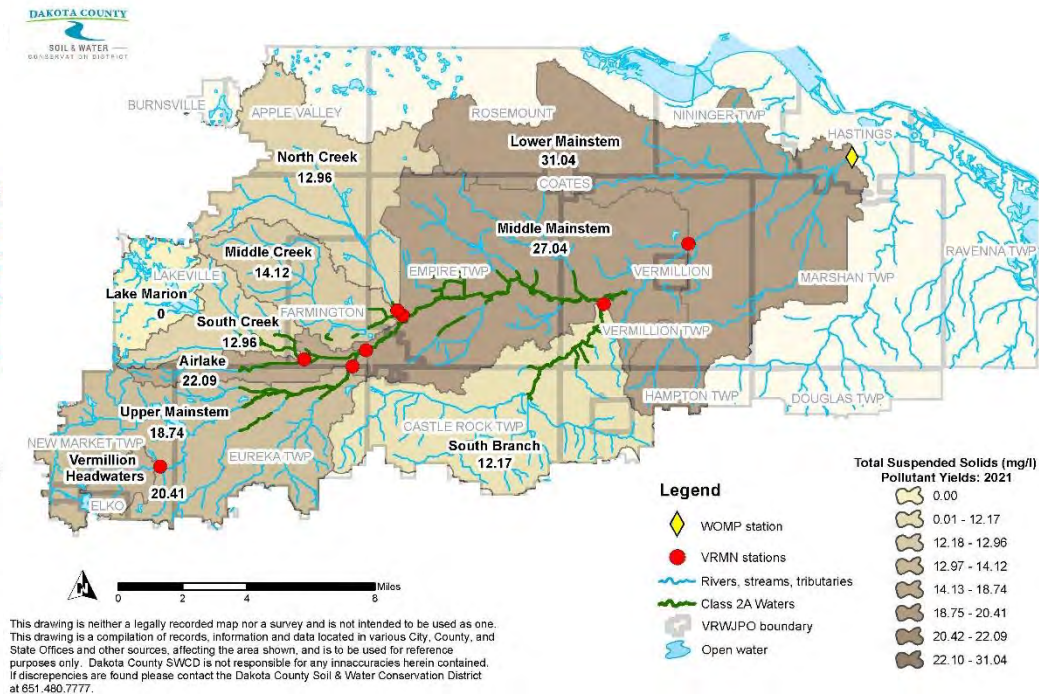 DAKOTA COUNTY
SOIL & WATER
CONSERVATION DISTRICT
BURNSVILLE
APPLE VALLEY
ROSEMOUNT
NININGER TWP
HASTINGS
Lower Mainstem
31.04
North Creek
12.96
COATES
Middle Mainstem
27.04
Middle Creek
14.12
EMPIRE TWP
VERMILLION
RAVENNA TWP
LAKEVILLE
MARSHAN TWP
Lake Marion
0
FARMINGTON
South Creek
12.96
VERMILLION TWP
Airlake
22.09
HAMPTON TWP
DOUGLAS TWP
Upper Mainstem
18.74
CASTLE ROCK TWP
NEW MARKET TWP
South Branch
12.17
EUREKA TWP
Vermillion
Headwaters
20.41
ELKO
Legend
WOMP station
VRMN stations
Rivers, streams, tributaries
Class 2A Waters
VRWJPO boundary
Open water
Total Suspended Solids (mg/l)
Pollutant Yields: 2021
0.00
0.01 - 12.17
12.18 - 12.96
12.97 - 14.12
14.13 - 18.74
18.75 - 20.41
20.42 - 22.09
22.10 - 31.04
N
Miles
0 2 4 8
This drawing is neither a legally recorded map nor a survey and is not intended to be used as one.
This drawing is a compilation of records, information and data located in various City, County, and
State Offices and other sources, affecting the area shown, and is to be used for reference
purposes only. Dakota County SWCD is not responsible for any innaccuracies herein contained.
If discrepancies are found please contact the Dakota County Soil & Water Conservation District
at 651.480.7777.